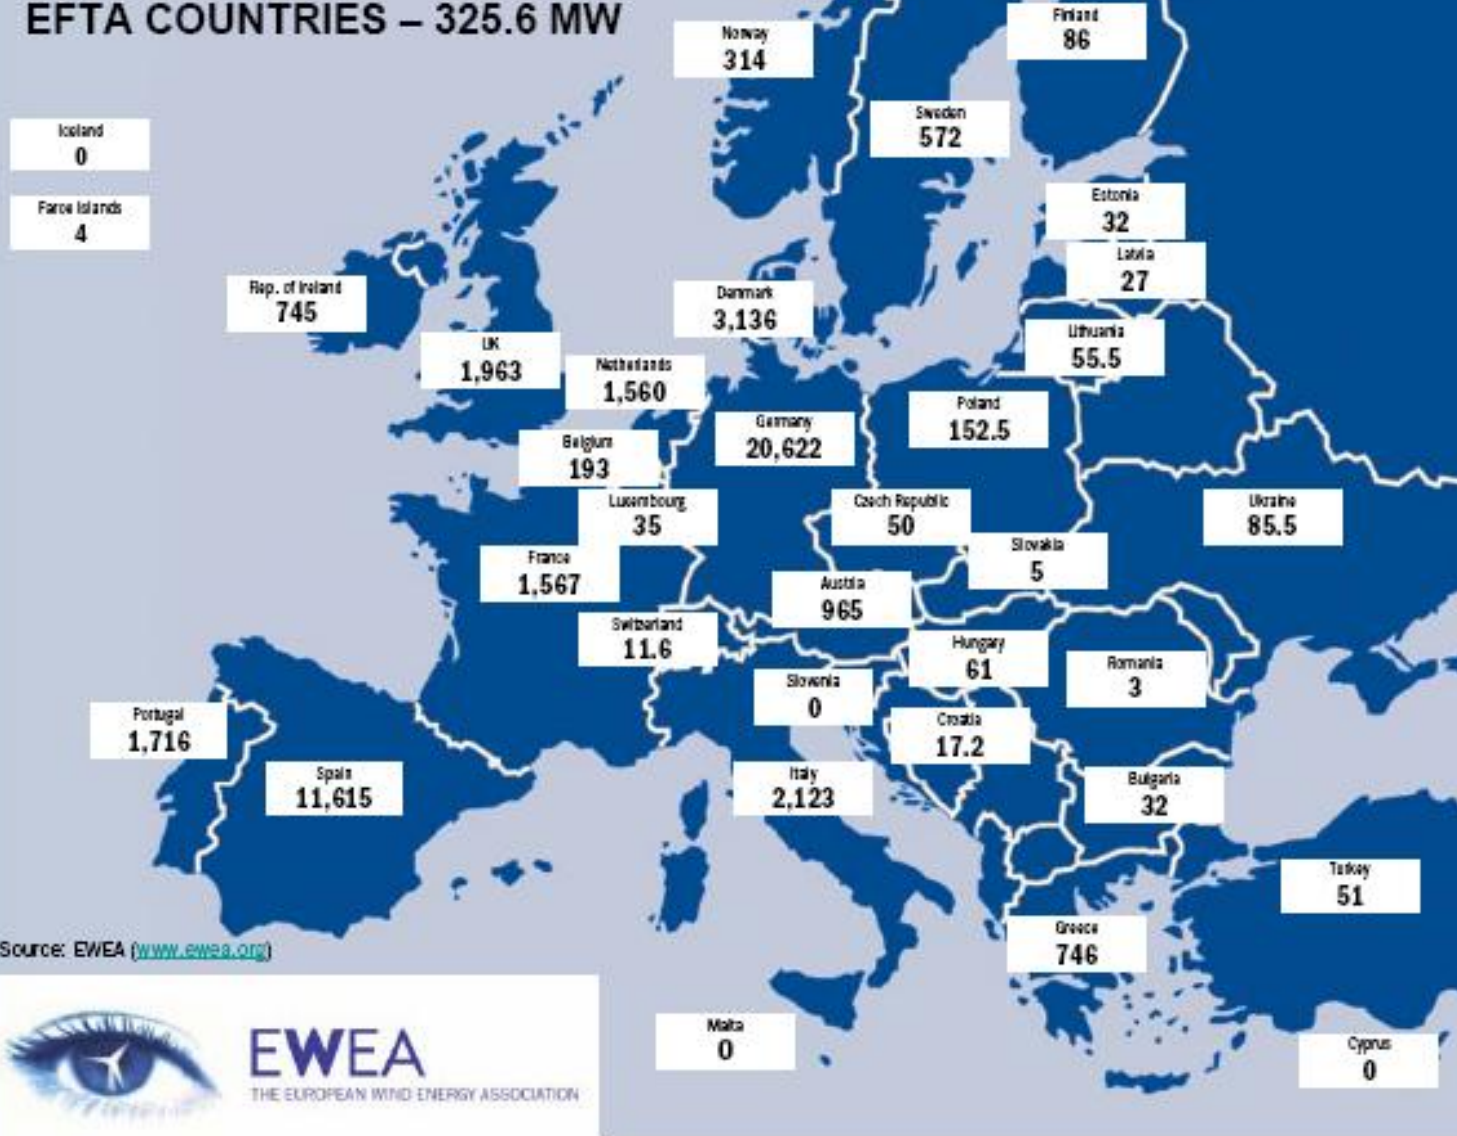 EFTA COUNTRIES – 325.6 MW
Norway
314
Finland
86
Sweden
572
Iceland
0
Faroe Islands
4
Estonia
32
Latvia
27
Rep. of Ireland
745
Denmark
3,136
Lithuania
55.5
UK
1,963
Netherlands
1,560
Poland
152.5
Germany
20,622
Belgium
193
Luxembourg
35
Czech Republic
50
Ukraine
85.5
Slovakia
5
France
1,567
Austria
965
Switzerland
11.6
Hungary
61
Romania
3
Slovenia
0
Portugal
1,716
Croatia
17.2
Spain
11,615
Italy
2,123
Bulgaria
32
Turkey
51
Greece
746
Source: EWEA (www.ewea.org)
Malta
0
Cyprus
0
EWEA
THE EUROPEAN WIND ENERGY ASSOCIATION